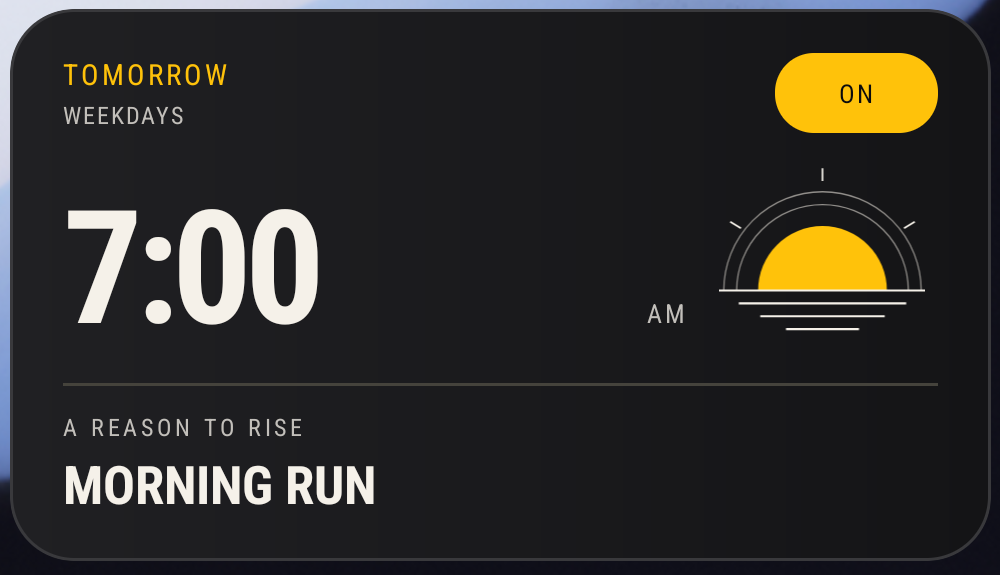 TOMORROW
WEEKDAYS
ON
7:00
AM
A REASON TO RISE
MORNING RUN